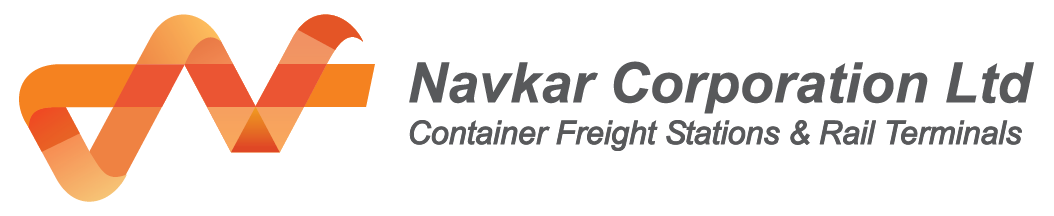 Navkar Corporation Ltd
Container Freight Stations & Rail Terminals